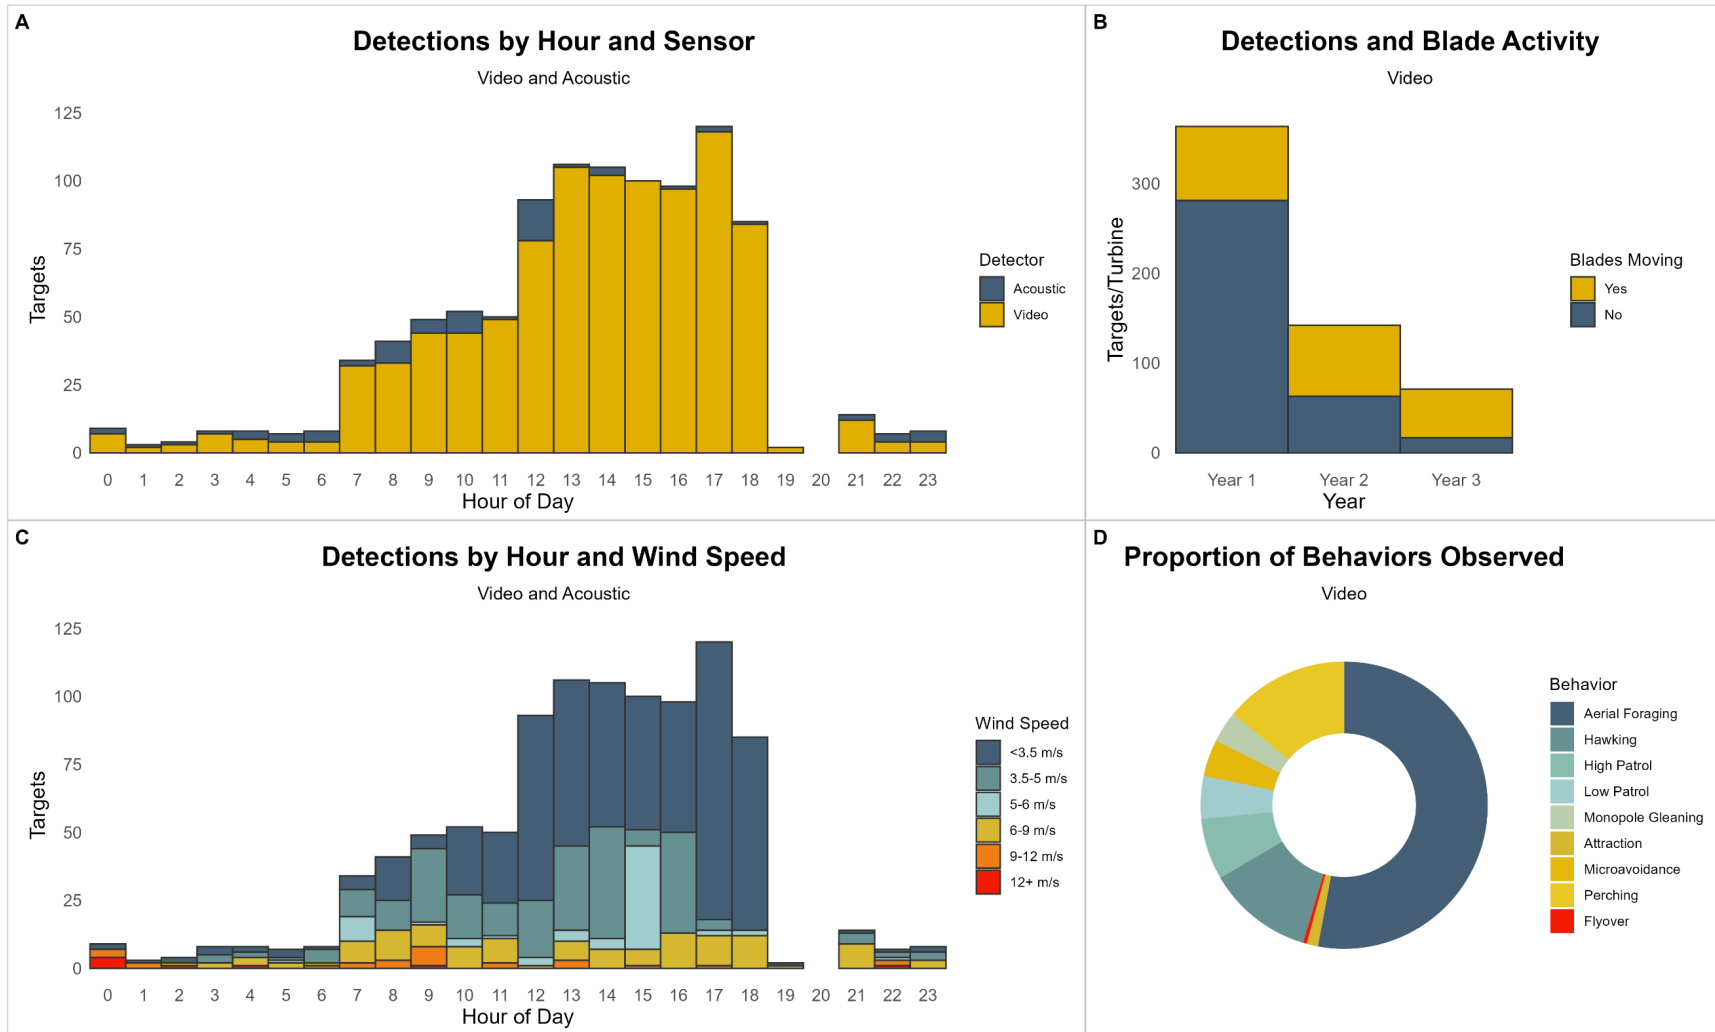 A
Detections by Hour and Sensor
Video and Acoustic
125
100
75
50
25
0
Targets
0 1 2 3 4 5 6 7 8 9 10 11 12 13 14 15 16 17 18 19 20 21 22 23
Hour of Day
Detector
Acoustic
Video
B
Detections and Blade Activity
Video
300
200
100
0
Targets/Turbine
Year 1 Year 2 Year 3
Year
Blades Moving
Yes
No
C
Detections by Hour and Wind Speed
Video and Acoustic
125
100
75
50
25
0
Targets
0 1 2 3 4 5 6 7 8 9 10 11 12 13 14 15 16 17 18 19 20 21 22 23
Hour of Day
Wind Speed
<3.5 m/s
3.5-5 m/s
5-6 m/s
6-9 m/s
9-12 m/s
12+ m/s
D
Proportion of Behaviors Observed
Video
Behavior
Aerial Foraging
Hawking
High Patrol
Low Patrol
Monopole Gleaning
Attraction
Microavoidance
Perching
Flyover